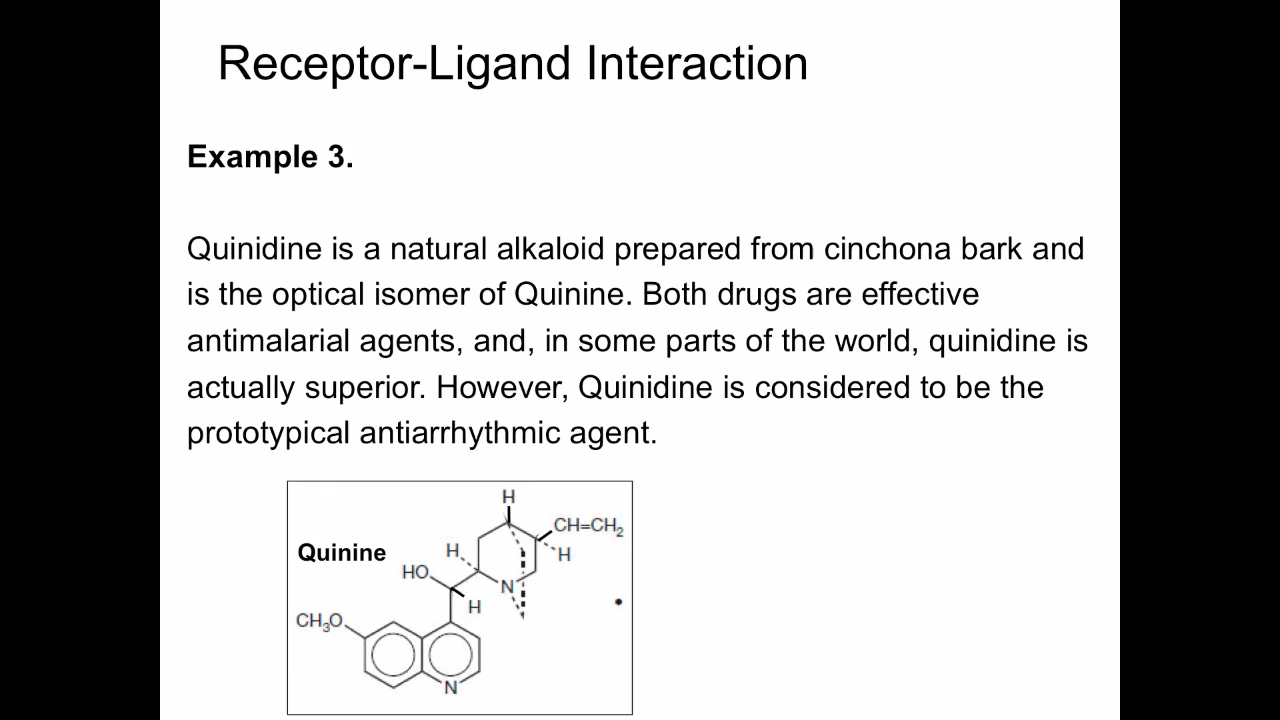 Receptor-Ligand Interaction
Example 3.
Quinidine is a natural alkaloid prepared from cinchona bark and
is the optical isomer of Quinine. Both drugs are effective
antimalarial agents, and, in some parts of the world, quinidine is
actually superior. However, Quinidine is considered to be the
prototypical antiarrhythmic agent.
H
CH=CH₂
Quinine
H
H
HO
N
H
CH₃O
N